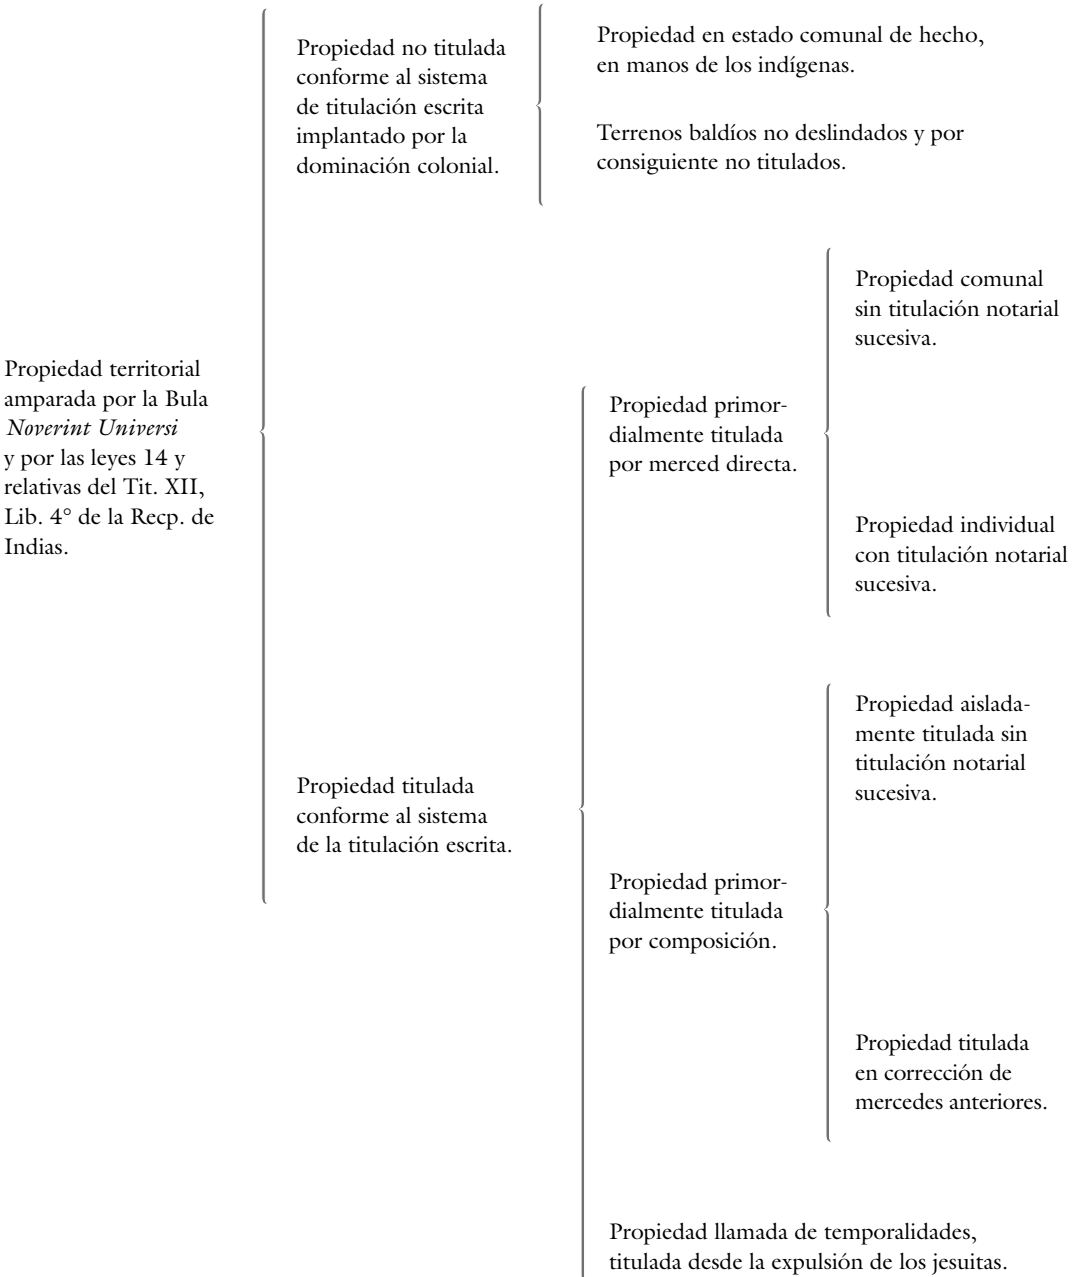 Propiedad territorial
amparada por la Bula
Noverint Universi
y por las leyes 14 y
relativas del Tit. XII,
Lib. 4° de la Recp. de
Indias.
Propiedad no titulada
conforme al sistema
de titulación escrita
implantado por la
dominación colonial.
Propiedad en estado comunal de hecho,
en manos de los indígenas.
Terrenos baldíos no deslindados y por
consiguiente no titulados.
Propiedad titulada
conforme al sistema
de la titulación escrita.
Propiedad primor-
dialmente titulada
por merced directa.
Propiedad comunal
sin titulación notarial
sucesiva.
Propiedad individual
con titulación notarial
sucesiva.
Propiedad primor-
dialmente titulada
por composición.
Propiedad aislada-
mente titulada sin
titulación notarial
sucesiva.
Propiedad titulada
en corrección de
mercedes anteriores.
Propiedad llamada de temporalidades,
titulada desde la expulsión de los jesuitas.